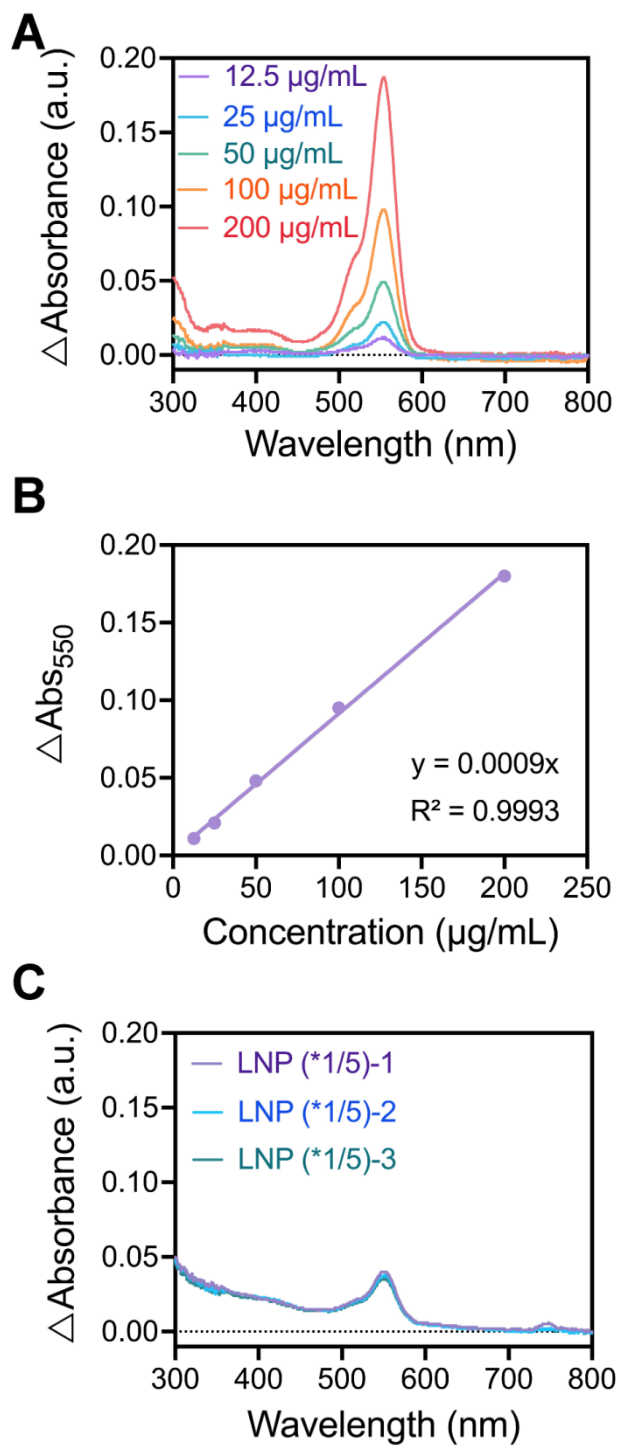 A
△Absorbance (a.u.)
0.20
0.15
0.10
0.05
0.00
12.5 µg/mL
25 µg/mL
50 µg/mL
100 µg/mL
200 µg/mL
300 400 500 600 700 800
Wavelength (nm)
B
△Abs550
0.20
0.15
0.10
0.05
0.00
y = 0.0009x
R² = 0.9993
0 50 100 150 200 250
Concentration (µg/mL)
C
△Absorbance (a.u.)
0.20
0.15
0.10
0.05
0.00
LNP (*1/5)-1
LNP (*1/5)-2
LNP (*1/5)-3
300 400 500 600 700 800
Wavelength (nm)